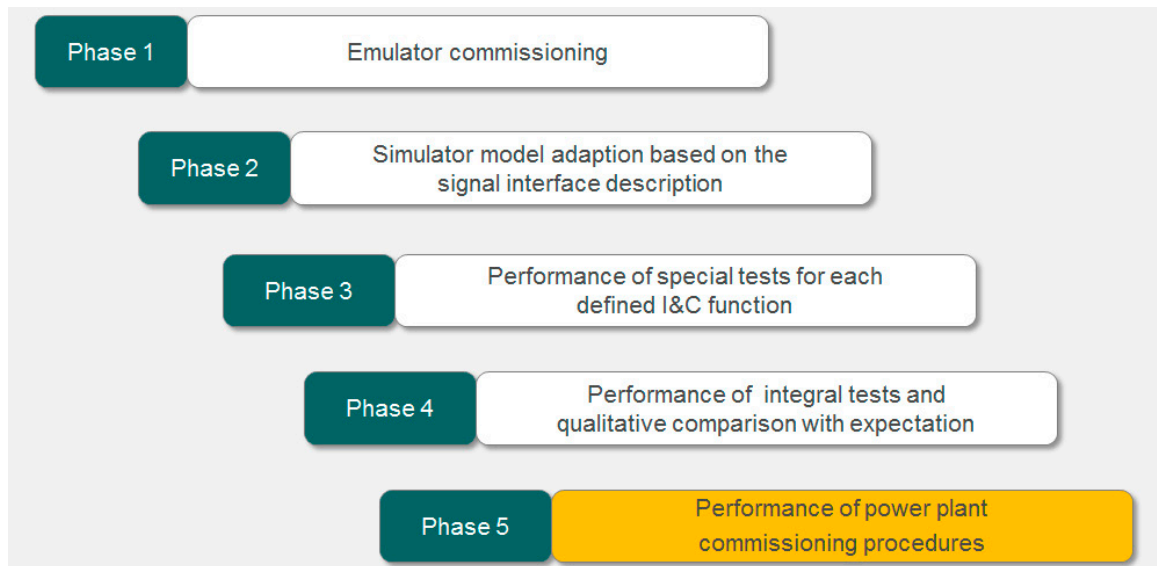 Phase 1
Emulator commissioning
Phase 2
Simulator model adaption based on the
signal interface description
Phase 3
Performance of special tests for each
defined I&C function
Phase 4
Performance of integral tests and
qualitative comparison with expectation
Phase 5
Performance of power plant
commissioning procedures